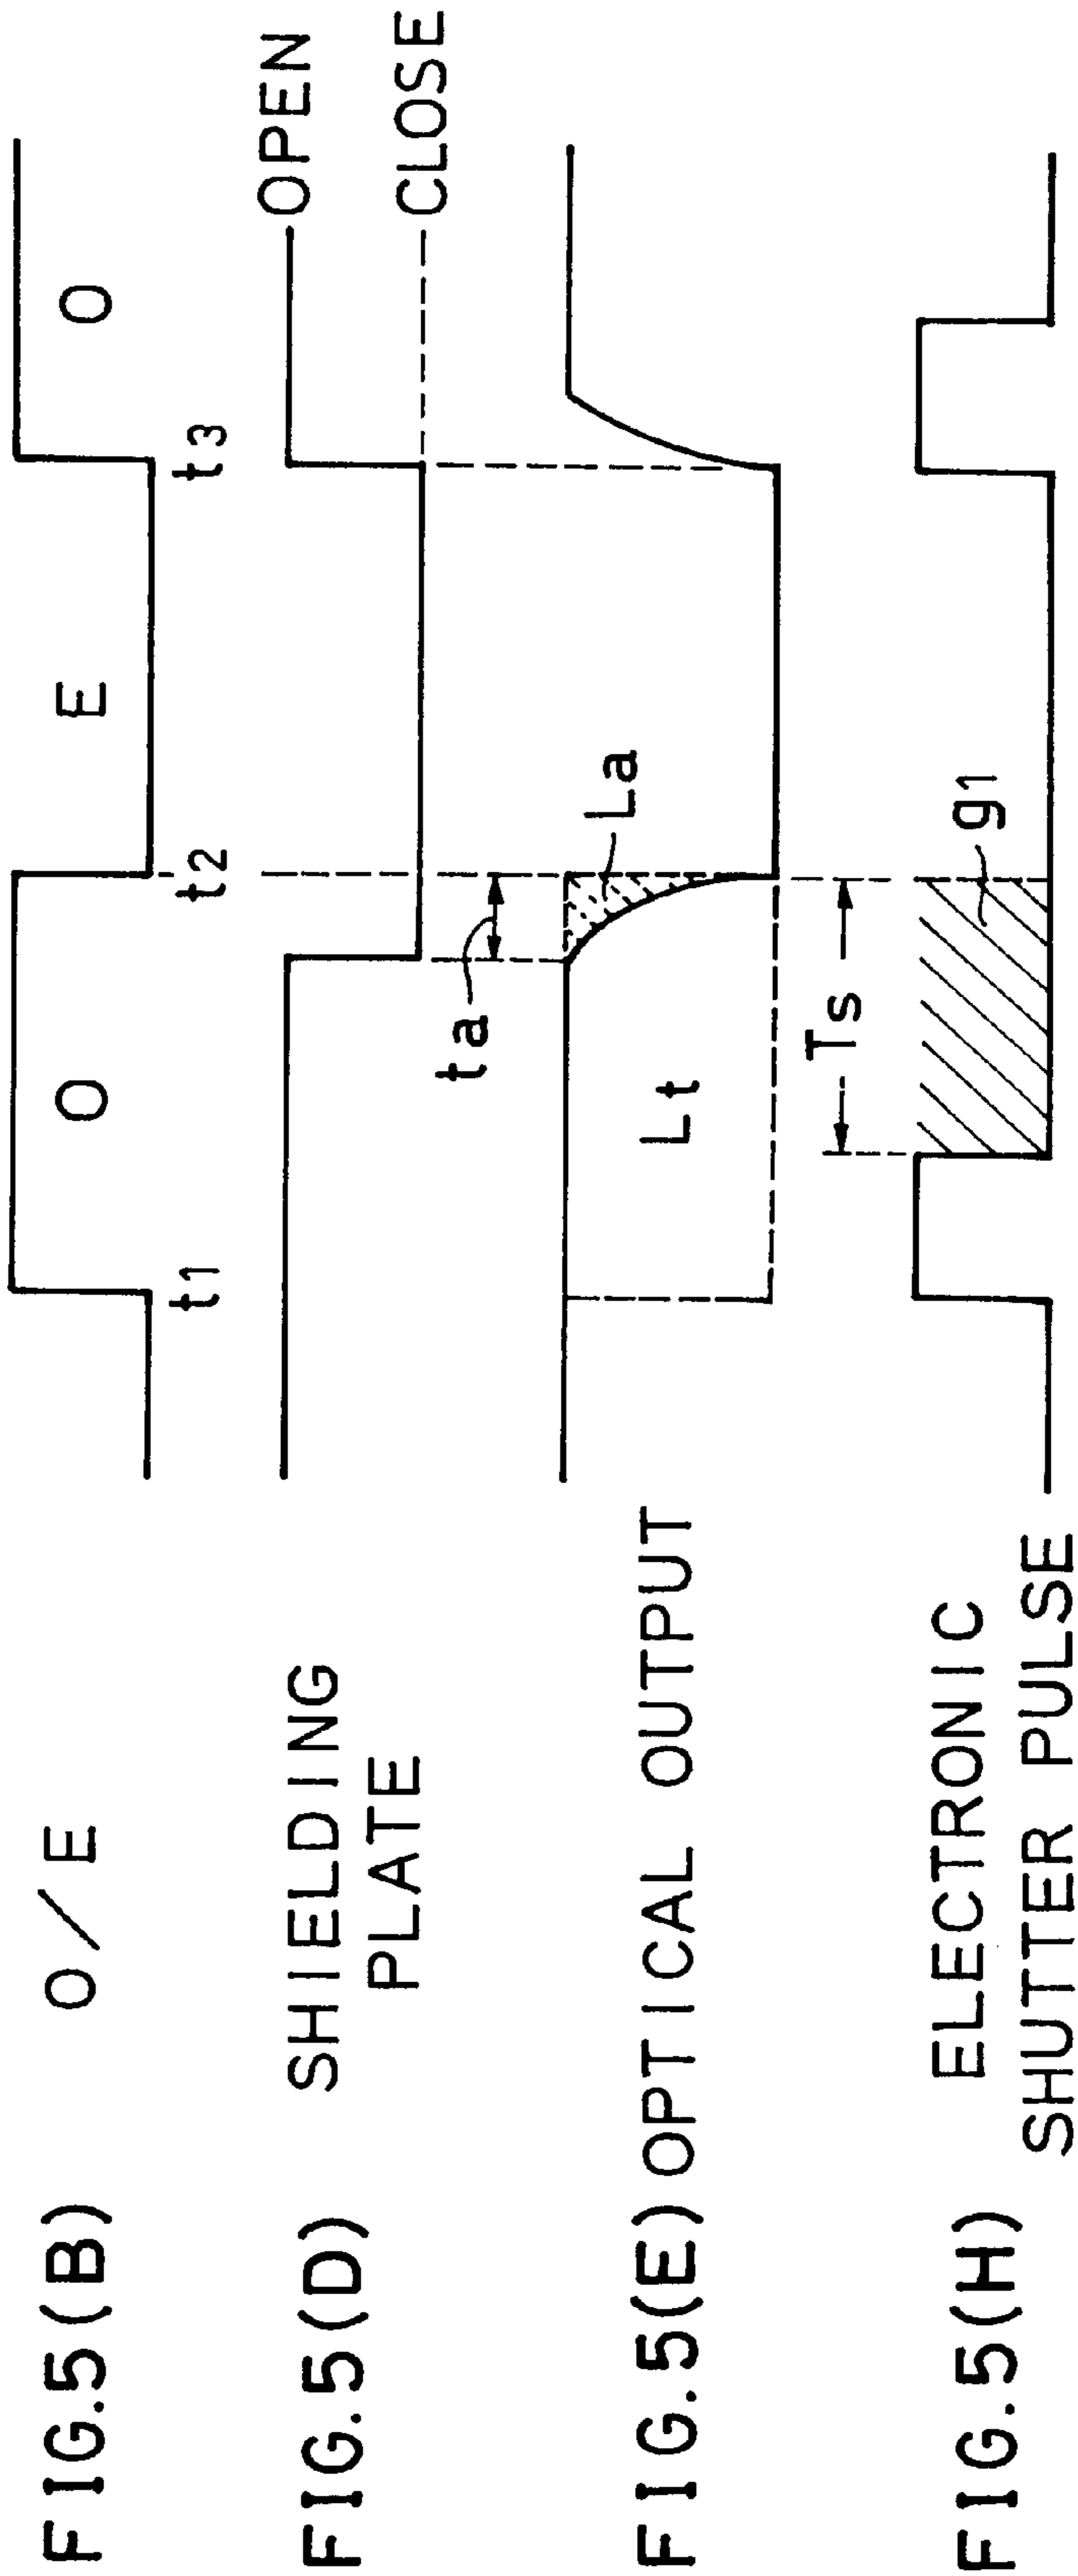 FIG.5(B)
O/E
O
E
O
t1
t2
t3
FIG.5(D)
SHIELDING
PLATE
OPEN
CLOSE
ta
FIG.5(E)
OPTICAL OUTPUT
Lt
La
FIG.5(H)
ELECTRONIC
SHUTTER PULSE
Ts
g1